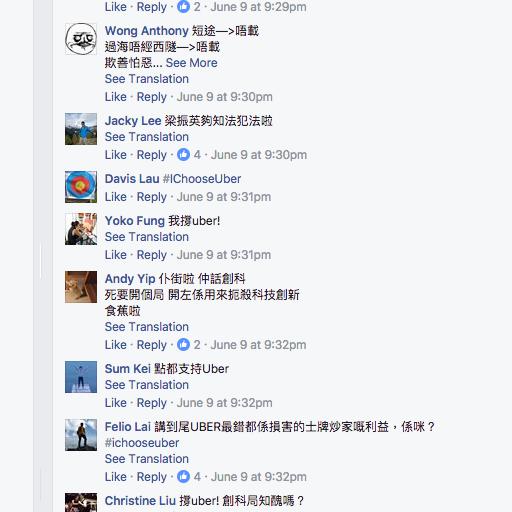 Like · Reply · 2 · June 9 at 9:29pm
Wong Anthony 短途—>唔載
過海唔經西隧—>唔載
欺善怕惡... See More
See Translation
Like · Reply · June 9 at 9:30pm
Jacky Lee 梁振英夠知法犯法啦
Like · Reply · 4 · June 9 at 9:30pm
Davis Lau #IChooseUber
Like · Reply · June 9 at 9:31pm
Yoko Fung 我撐uber!
See Translation
Like · Reply · June 9 at 9:31pm
Andy Yip 仆街啦 仲話創科
死要開個局 開左係用來扼殺科技創新
食蕉啦
See Translation
Like · Reply · 2 · June 9 at 9:32pm
Sum Kei 點都支持Uber
See Translation
Like · Reply · June 9 at 9:32pm
Felio Lai 講到尾UBER最錯都係損害的士牌炒家嘅利益，係咪？
#ichooseuber
See Translation
Like · Reply · 4 · June 9 at 9:32pm
Christine Liu 撐uber! 創科局知醜嗎？